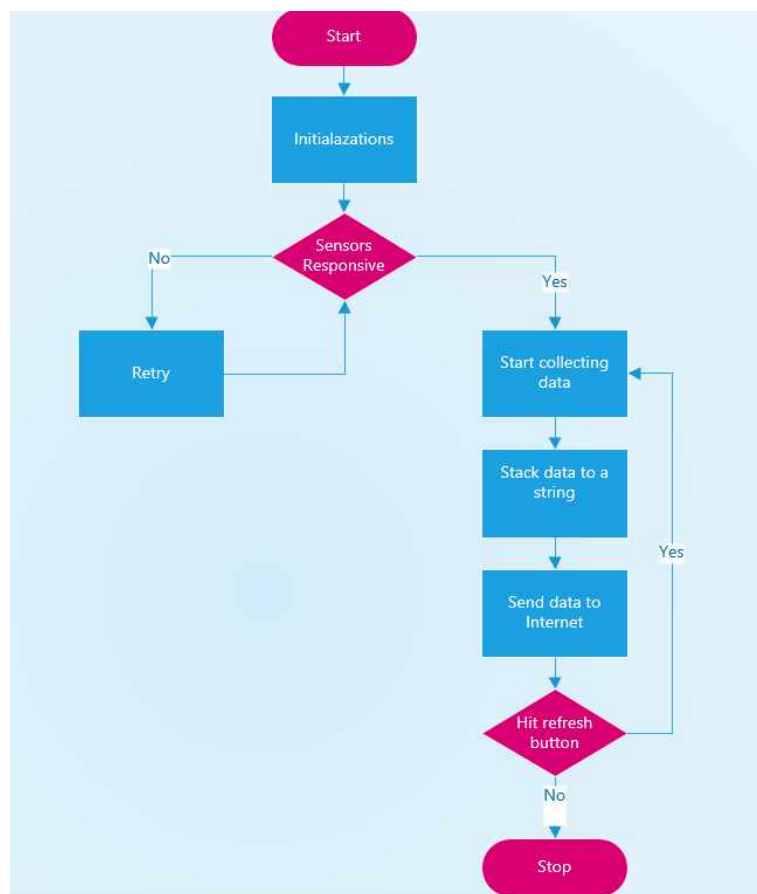 Start
Initialazations
Sensors
Responsive
No
Yes
Retry
Start collecting
data
Stack data to a
string
Yes
Send data to
Internet
Hit refresh
button
No
Stop